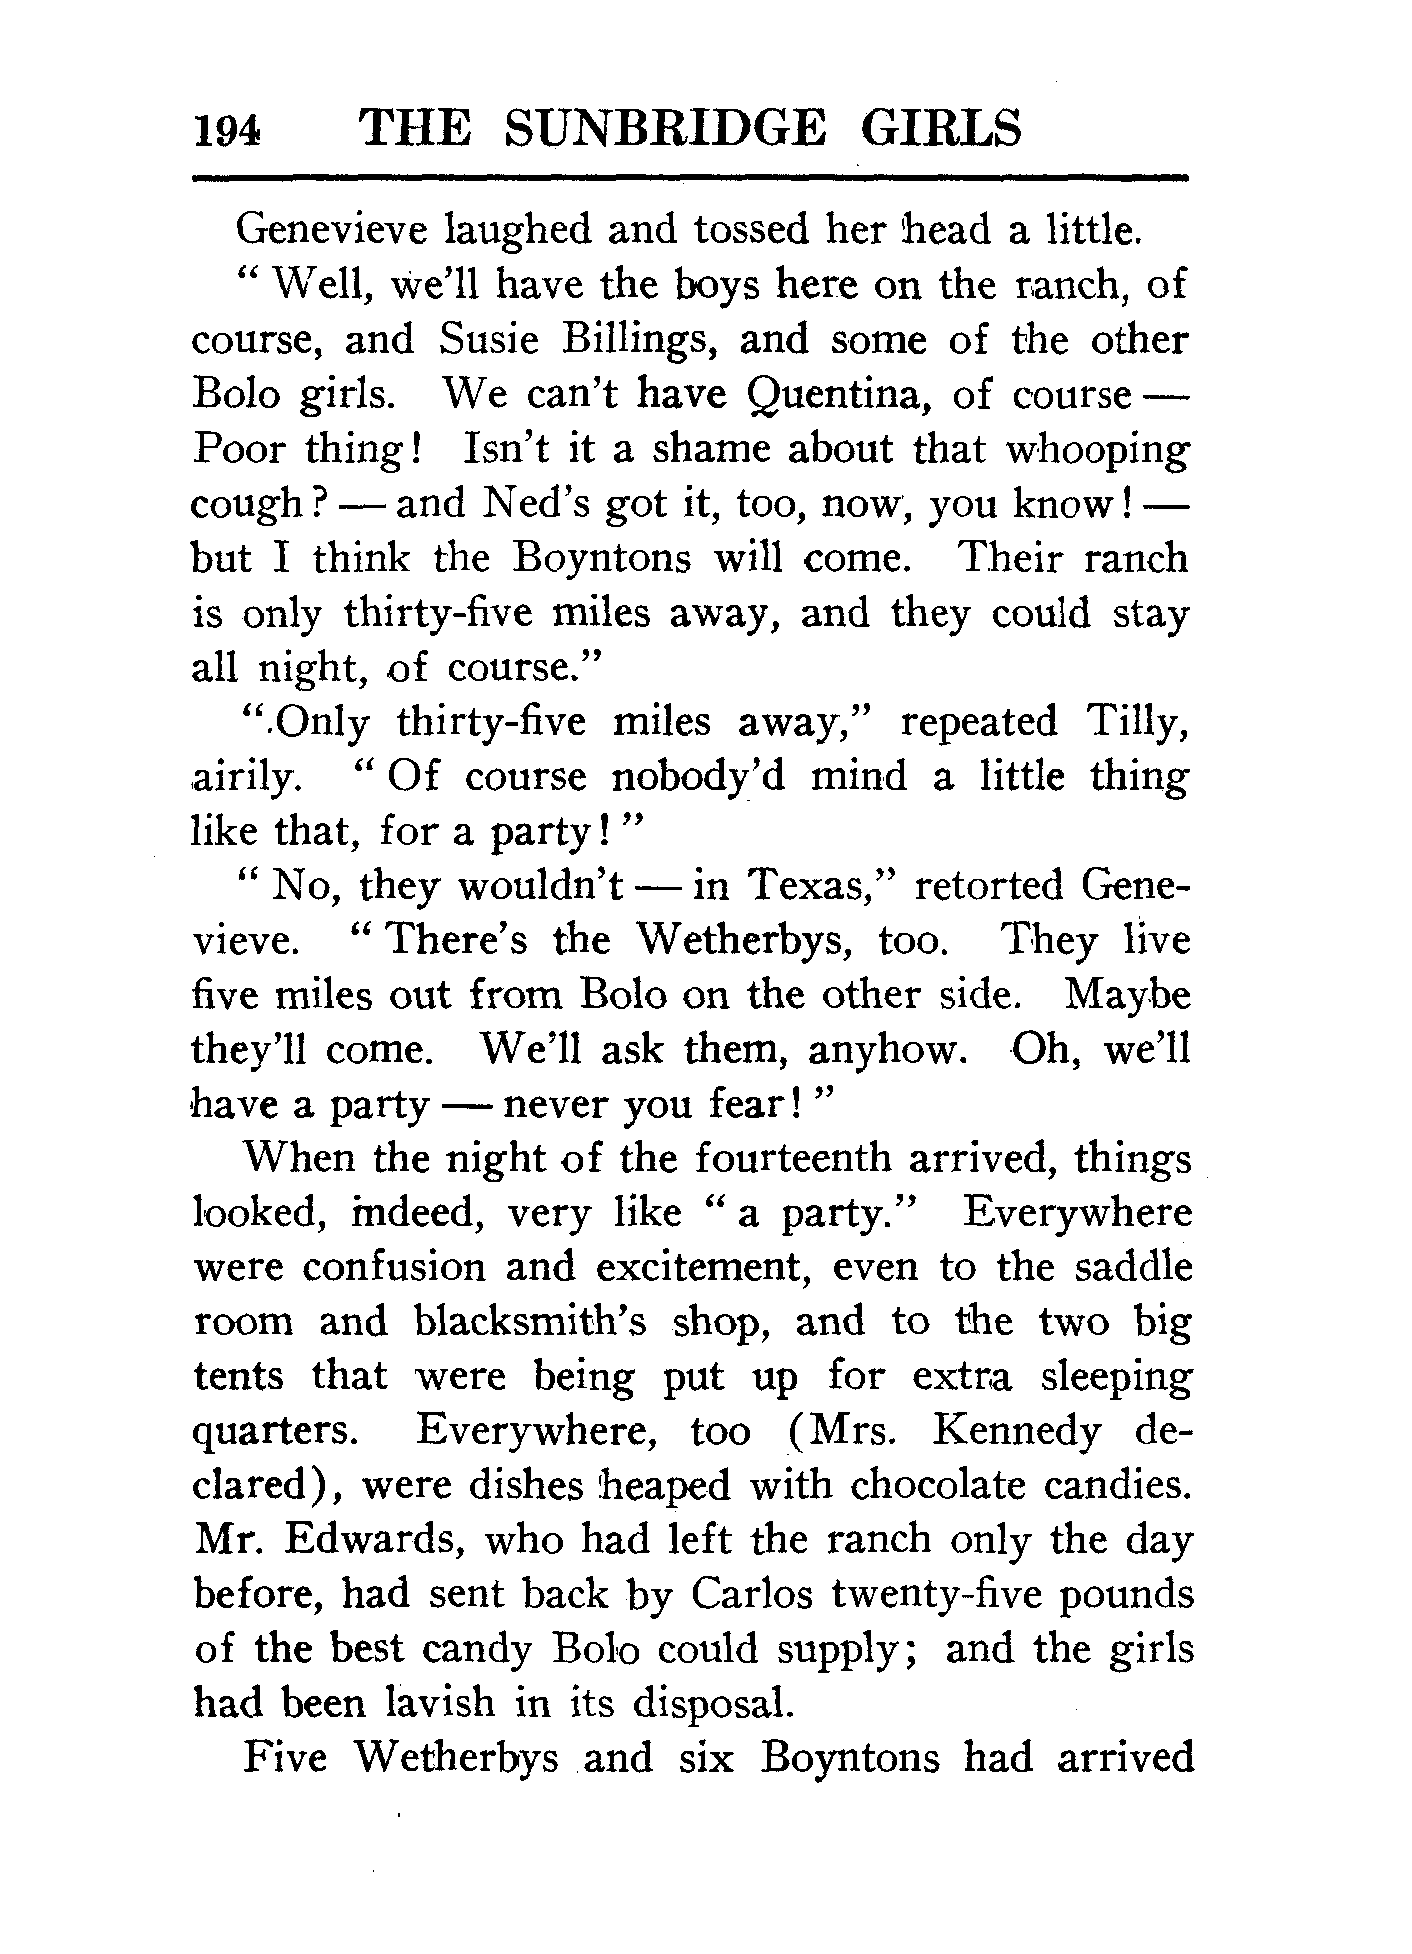 194 THE SUNBRIDGE GIRLS
Genevieve laughed and tossed her head a little.
" Well, we'll have the boys here on the ranch, of
course, and Susie Billings, and some of the other
Bolo girls. We can't have Quentina, of course —
Poor thing! Isn't it a shame about that whooping
cough? — and Ned's got it, too, now, you know! —
but I think the Boyntons will come. Their ranch
is only thirty-five miles away, and they could stay
all night, of course."
"Only thirty-five miles away," repeated Tilly,
airily. " Of course nobody'd mind a little thing
like that, for a party! "
" No, they wouldn't — in Texas," retorted Gene-
vieve. " There's the Wetherbys, too. They live
five miles out from Bolo on the other side. Maybe
they'll come. We'll ask them, anyhow. Oh, we'll
have a party — never you fear! "
When the night of the fourteenth arrived, things
looked, indeed, very like " a party." Everywhere
were confusion and excitement, even to the saddle
room and blacksmith's shop, and to the two big
tents that were being put up for extra sleeping
quarters. Everywhere, too (Mrs. Kennedy de-
clared), were dishes heaped with chocolate candies.
Mr. Edwards, who had left the ranch only the day
before, had sent back by Carlos twenty-five pounds
of the best candy Bolo could supply; and the girls
had been lavish in its disposal.
Five Wetherbys and six Boyntons had arrived